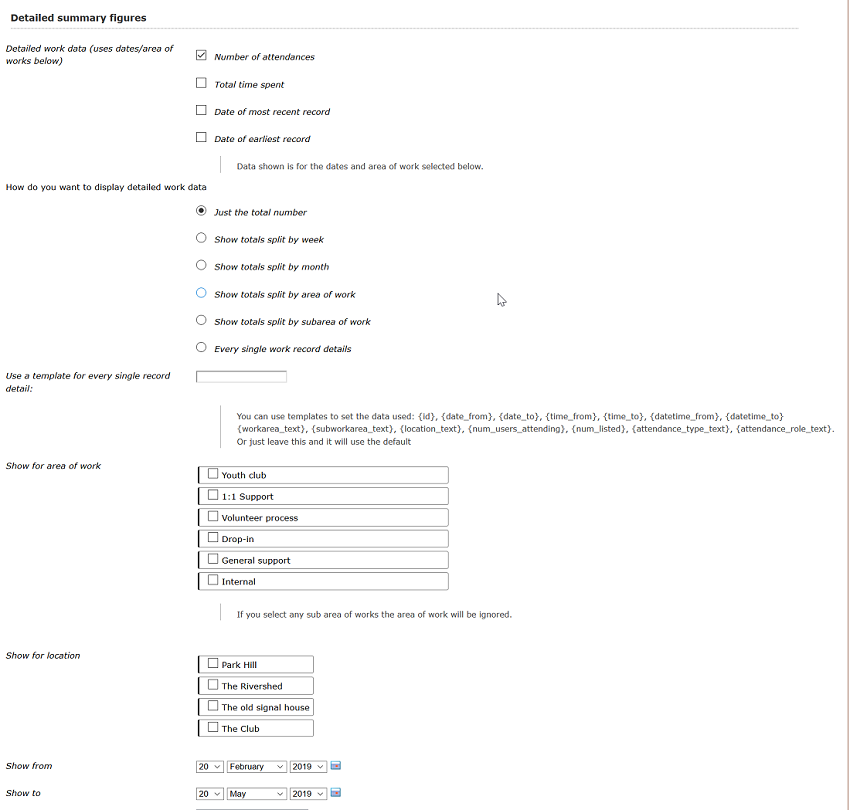 Detailed summary figures
Detailed work data (uses dates/area of
works below)
Number of attendances
Total time spent
Date of most recent record
Date of earliest record
Data shown is for the dates and area of work selected below.
How do you want to display detailed work data
Just the total number
Show totals split by week
Show totals split by month
Show totals split by area of work
Show totals split by subarea of work
Every single work record details
Use a template for every single record
detail:
You can use templates to set the data used: {id}, {date_from}, {date_to}, {time_from}, {time_to}, {datetime_from}, {datetime_to}
{workarea_text}, {subworkarea_text}, {location_text}, {num_users_attending}, {num_listed}, {attendance_type_text}, {attendance_role_text}.
Or just leave this and it will use the default
Show for area of work
Youth club
1:1 Support
Volunteer process
Drop-in
General support
Internal
If you select any sub area of works the area of work will be ignored.
Show for location
Park Hill
The Rivershed
The old signal house
The Club
Show from
20 February 2019
Show to
20 May 2019